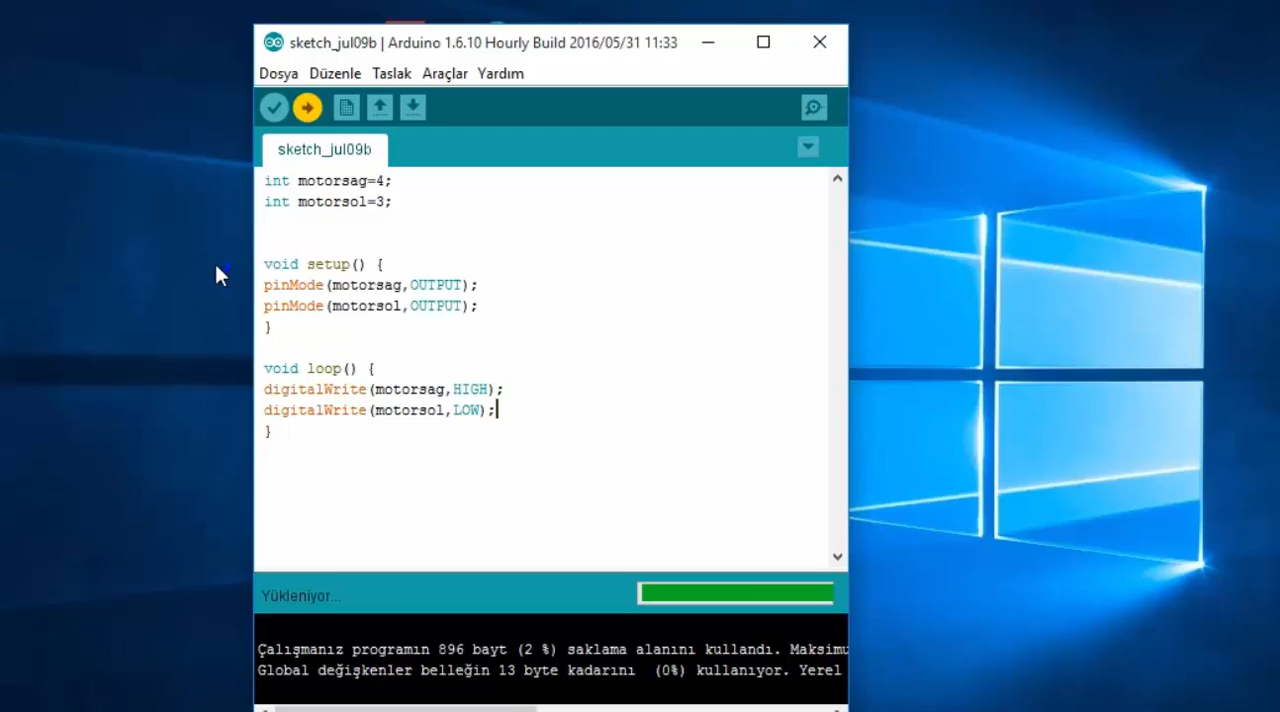 sketch_jul09b | Arduino 1.6.10 Hourly Build 2016/05/31 11:33
Dosya Düzenle Taslak Araçlar Yardım
sketch_jul09b
int motorsag=4;
int motorsol=3;
void setup() {
pinMode(motorsag,OUTPUT);
pinMode(motorsol,OUTPUT);
}
void loop() {
digitalWrite(motorsag,HIGH);
digitalWrite(motorsol,LOW);
}
Yükleniyor...
Çalışmanız programın 896 bayt (2 %) saklama alanını kullandı. Maksimu
Global değişkenler belleğin 13 byte kadarını (0%) kullanıyor. Yerel